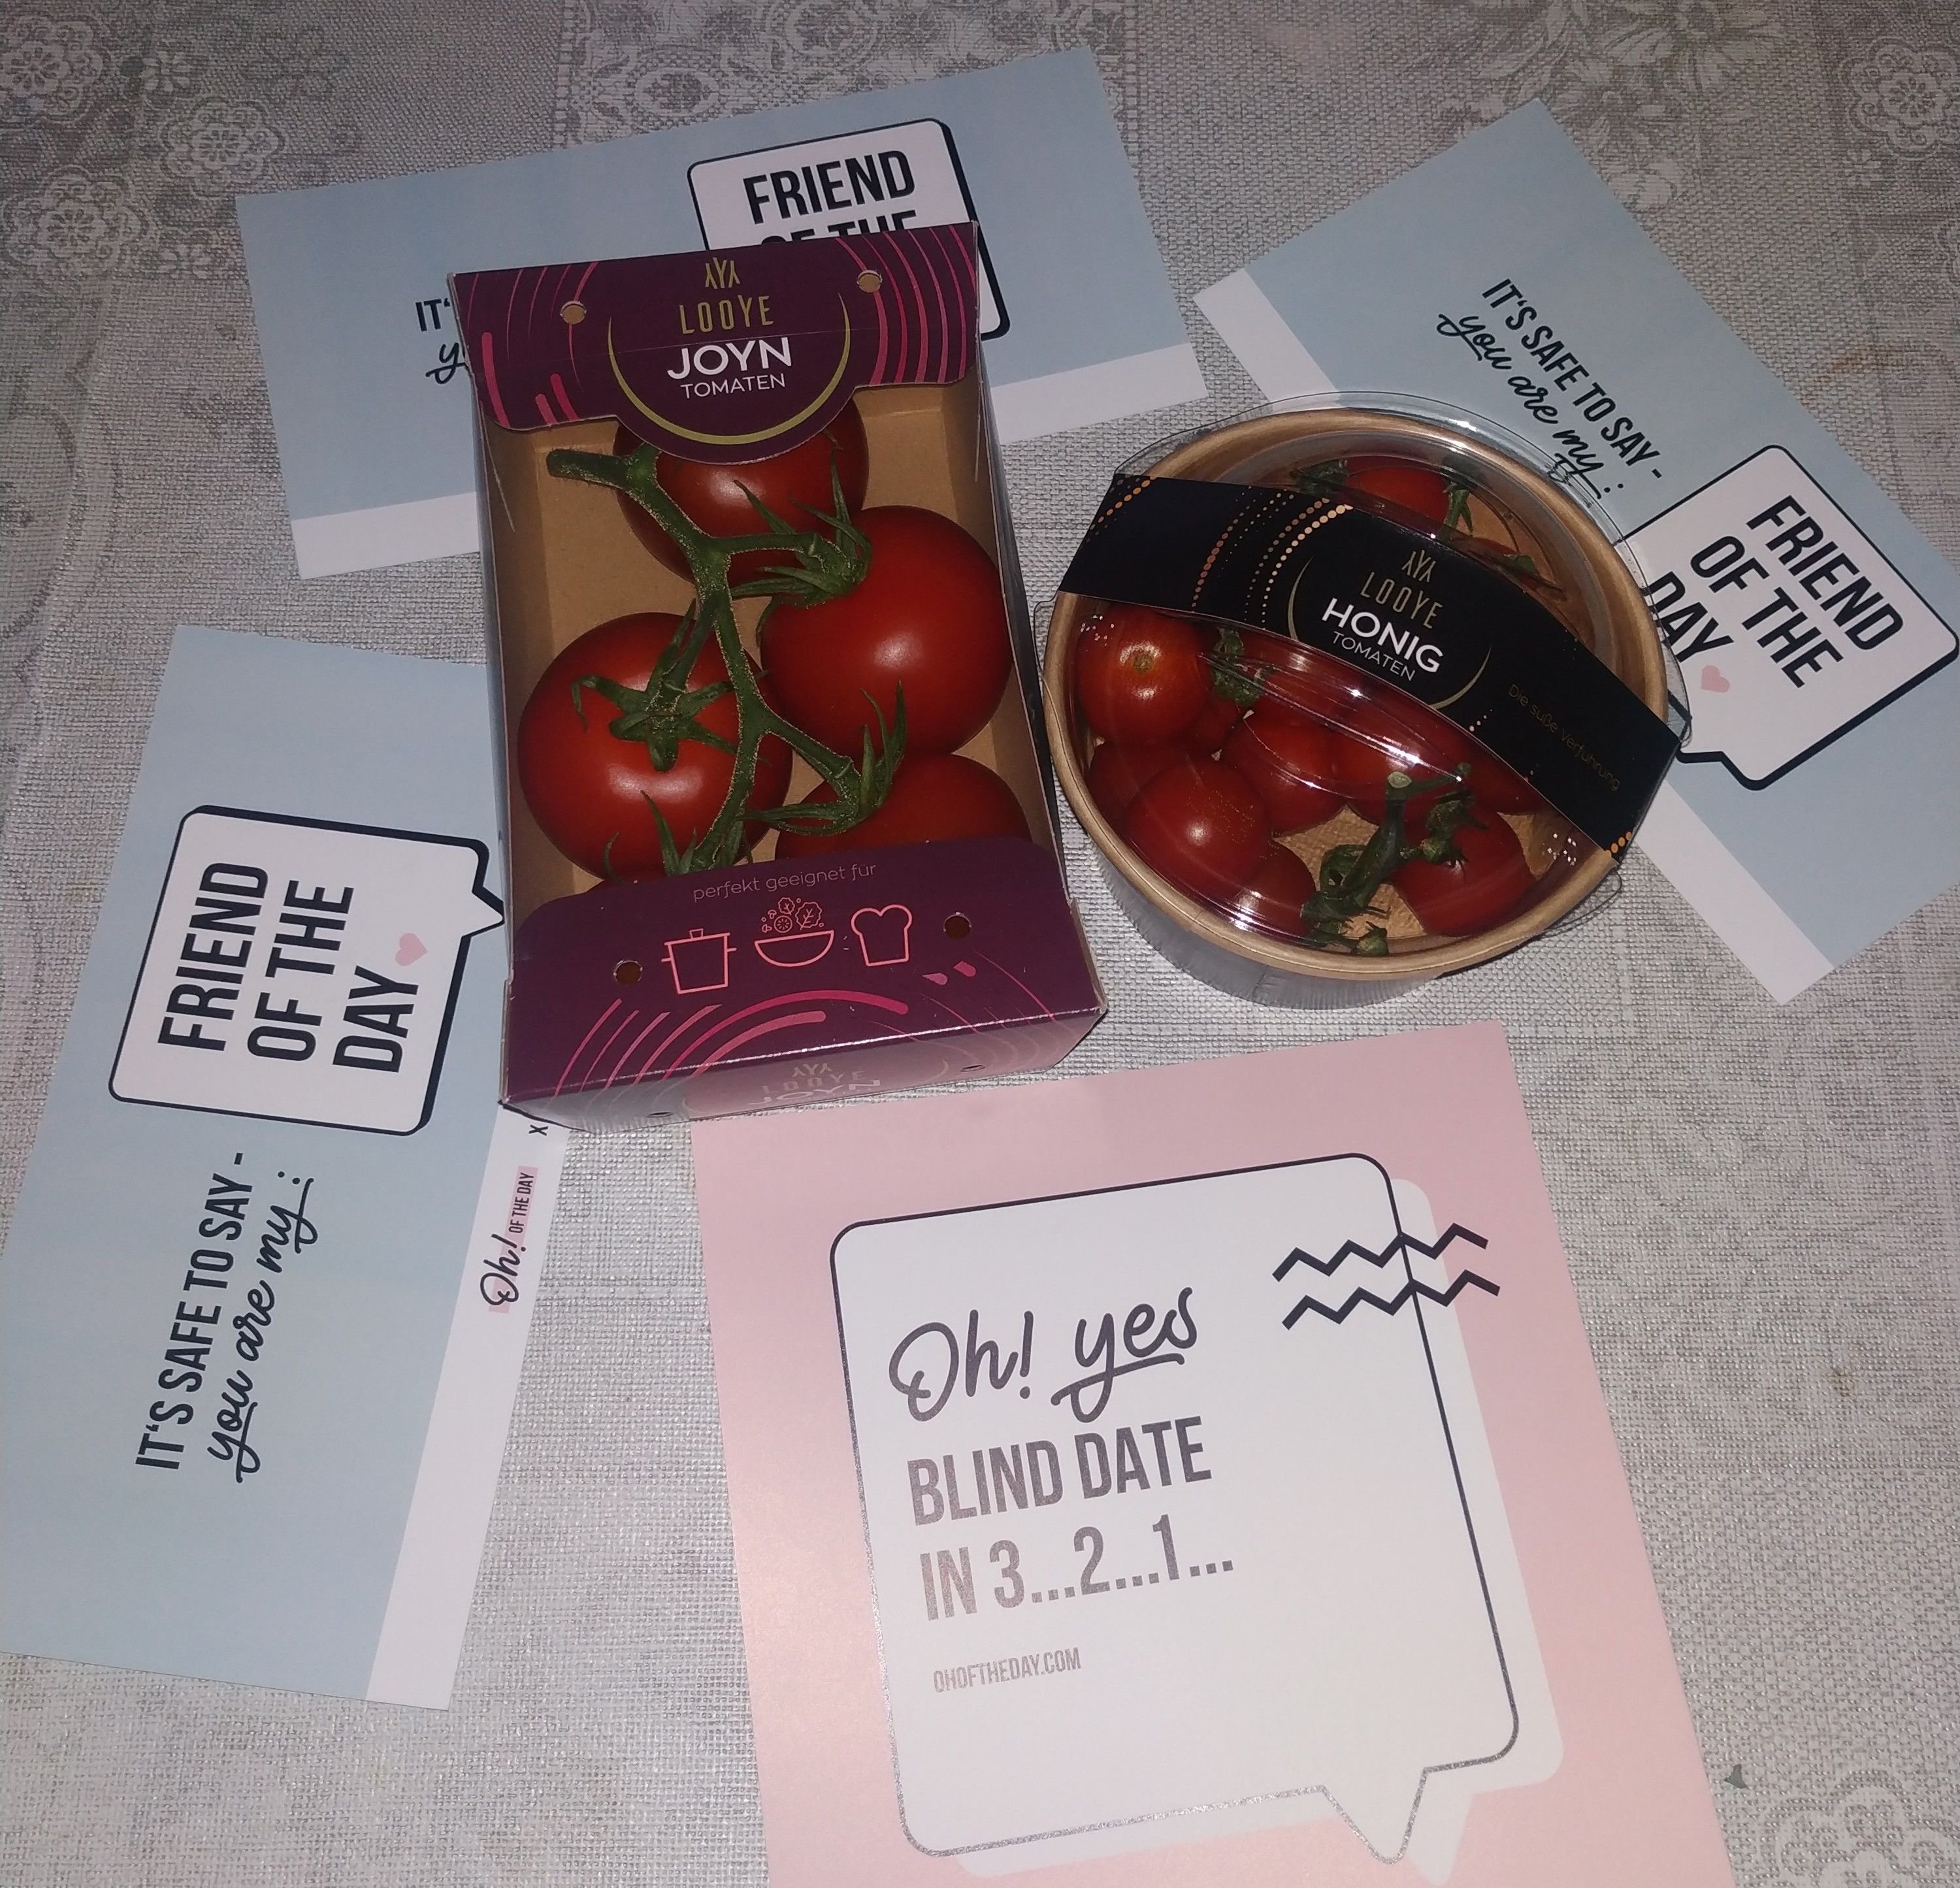 FRIEND
OF THE
IT'
LOOYE
JOYN
TOMATEN
perfekt geeignet für
LOOYE
JOYN
IT'S SAFE TO SAY -
you are my :
FRIEND
OF THE
DAY
LOOYE
HONIG
TOMATEN
Die süße Verführung
IT'S SAFE TO SAY -
you are my :
FRIEND
OF THE
DAY
Oh! OF THE DAY X
Oh! yes
BLIND DATE
IN 3...2...1...
OHOFTHEDAY.COM